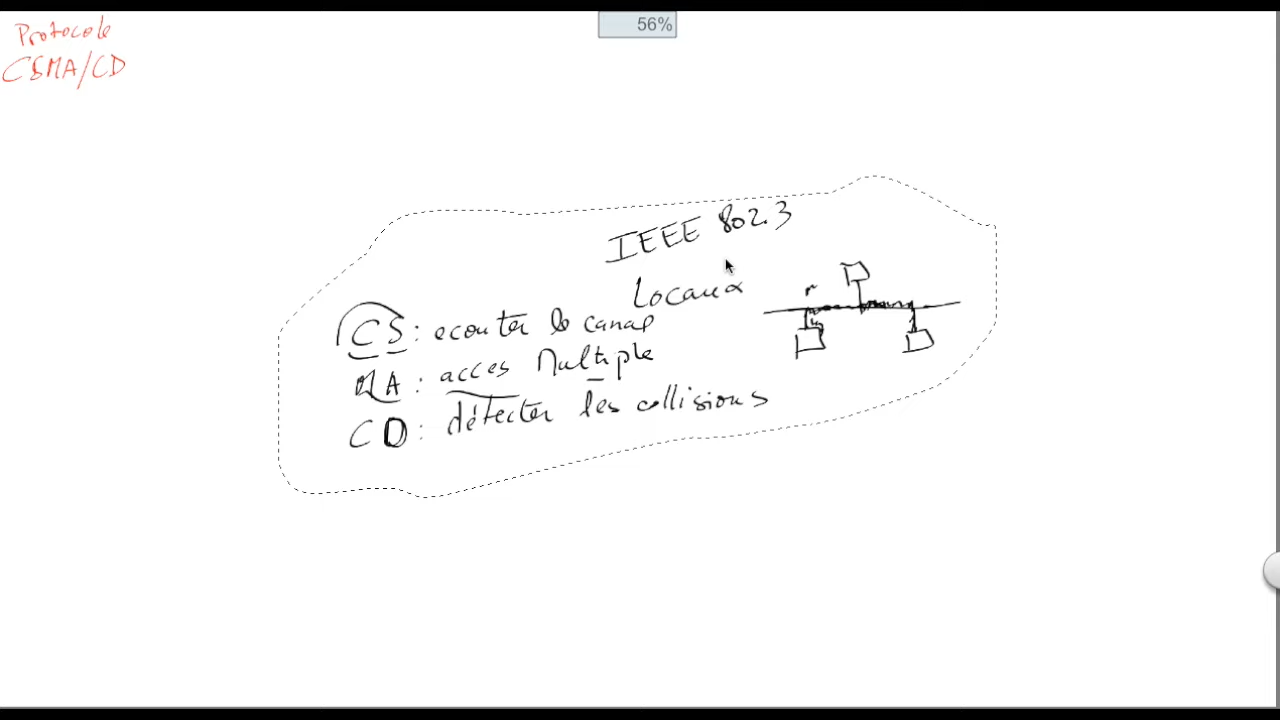 Protocole
CSMA/CD
56%
IEEE 802.3
Locaux
CS : ecouter le canal
MA : acces Multiple
CD : détecter les collisions